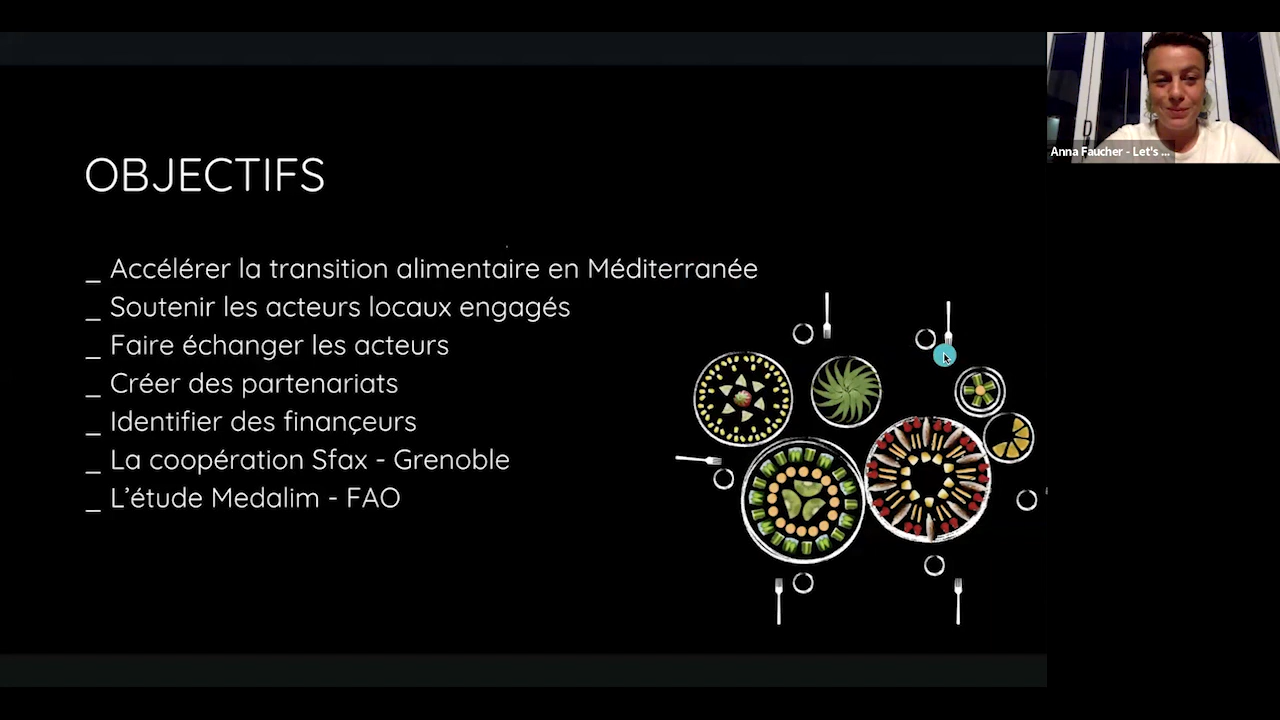 OBJECTIFS
_ Accélérer la transition alimentaire en Méditerranée
_ Soutenir les acteurs locaux engagés
_ Faire échanger les acteurs
_ Créer des partenariats
_ Identifier des finançeurs
_ La coopération Sfax - Grenoble
_ L’étude Medalim - FAO
Anna Faucher - Let's ...